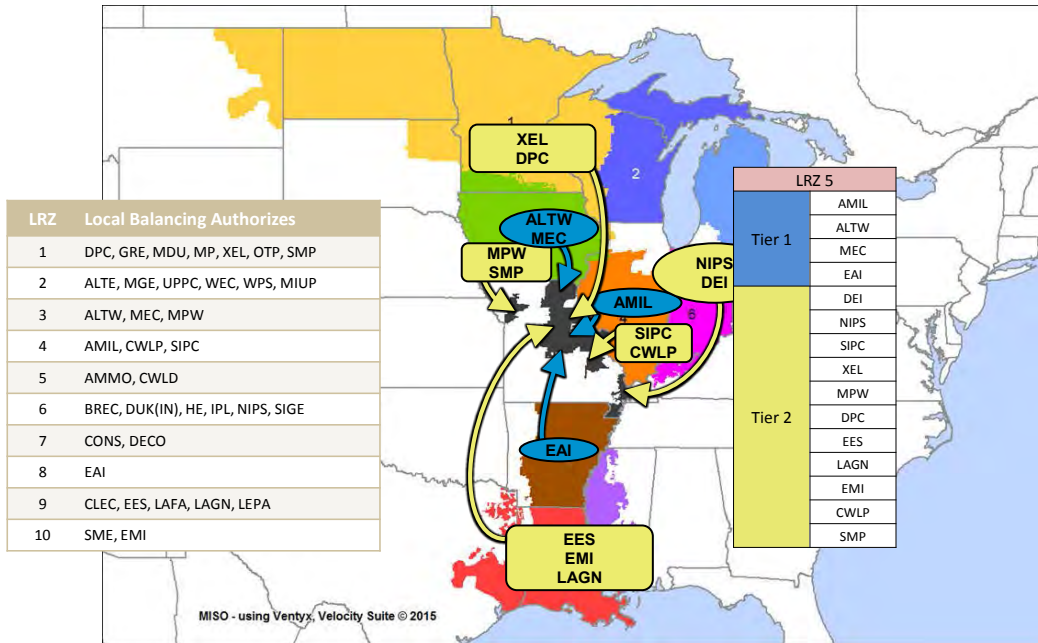 1
XEL
DPC
2
ALTW
MEC
MPW
SMP
NIPS
DEI
AMIL
4
6
SIPC
CWLP
EAI
EES
EMI
LAGN
LRZ Local Balancing Authorizes
1 DPC, GRE, MDU, MP, XEL, OTP, SMP
2 ALTE, MGE, UPPC, WEC, WPS, MIUP
3 ALTW, MEC, MPW
4 AMIL, CWLP, SIPC
5 AMMO, CWLD
6 BREC, DUK(IN), HE, IPL, NIPS, SIGE
7 CONS, DECO
8 EAI
9 CLEC, EES, LAFA, LAGN, LEPA
10 SME, EMI
LRZ 5
Tier 1
AMIL
ALTW
MEC
EAI
Tier 2
DEI
NIPS
SIPC
XEL
MPW
DPC
EES
LAGN
EMI
CWLP
SMP
MISO - using Ventyx, Velocity Suite © 2015